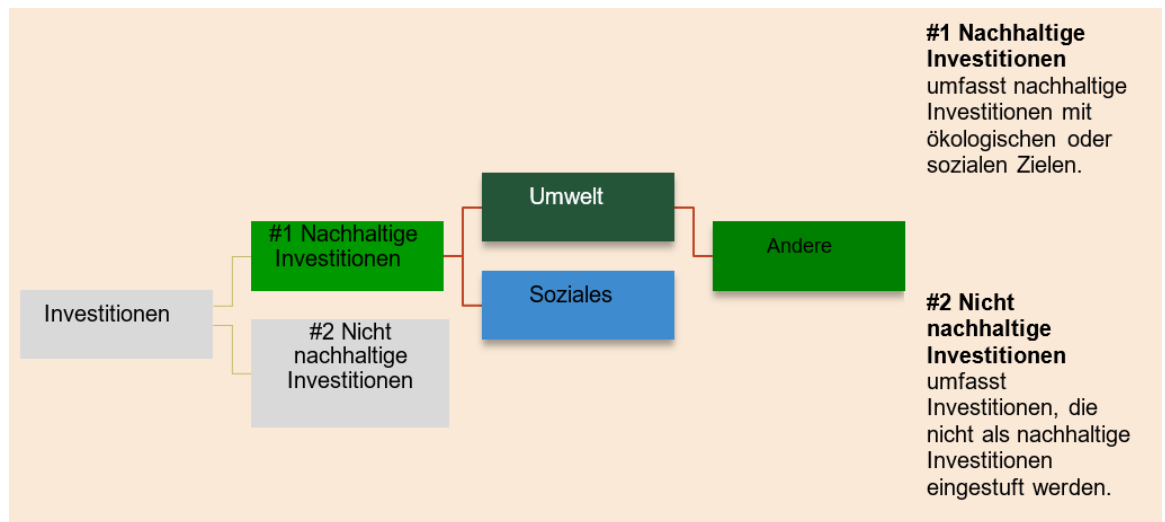 Investitionen
#1 Nachhaltige
Investitionen
#2 Nicht
nachhaltige
Investitionen
Umwelt
Soziales
Andere
#1 Nachhaltige
Investitionen
umfasst nachhaltige
Investitionen mit
ökologischen oder
sozialen Zielen.
#2 Nicht
nachhaltige
Investitionen
umfasst
Investitionen, die
nicht als nachhaltige
Investitionen
eingestuft werden.